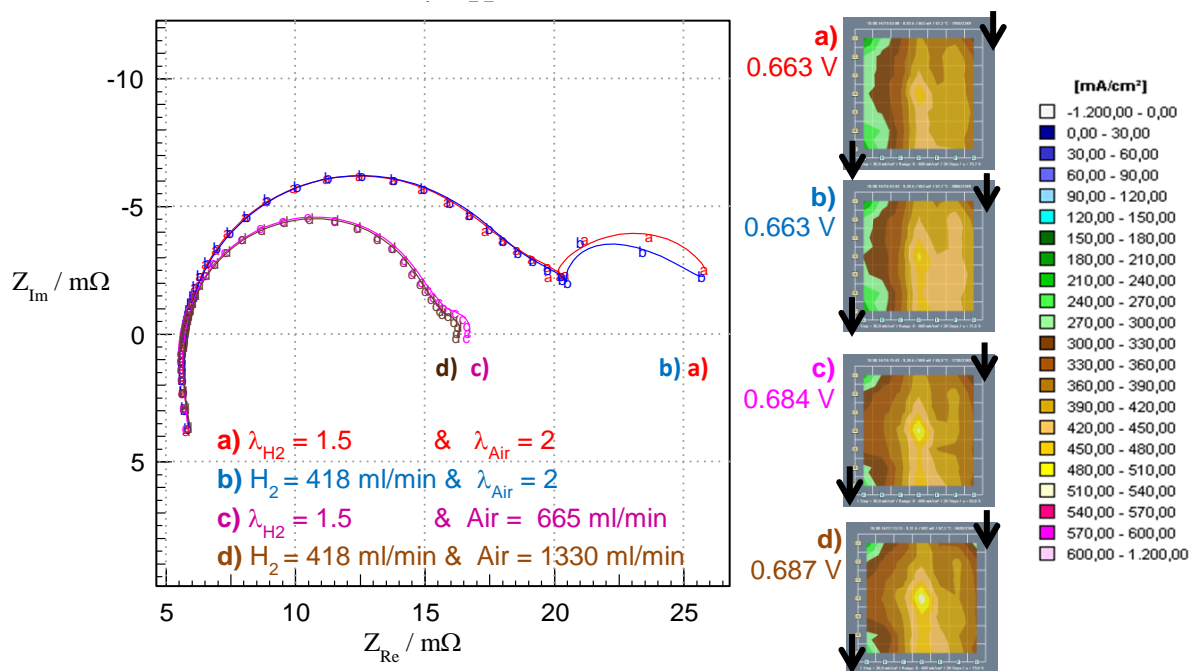 -10
-5
0
5
5
10
15
20
25
Z_Im / mΩ
Z_Re / mΩ
d) c)
b) a)
a) λ_H2 = 1.5 & λ_Air = 2
b) H_2 = 418 ml/min & λ_Air = 2
c) λ_H2 = 1.5 & Air = 665 ml/min
d) H_2 = 418 ml/min & Air = 1330 ml/min
a)
0.663 V
b)
0.663 V
c)
0.684 V
d)
0.687 V
[mA/cm²]
-1.200,00 - 0,00
0,00 - 30,00
30,00 - 60,00
60,00 - 90,00
90,00 - 120,00
120,00 - 150,00
150,00 - 180,00
180,00 - 210,00
210,00 - 240,00
240,00 - 270,00
270,00 - 300,00
300,00 - 330,00
330,00 - 360,00
360,00 - 390,00
390,00 - 420,00
420,00 - 450,00
450,00 - 480,00
480,00 - 510,00
510,00 - 540,00
540,00 - 570,00
570,00 - 600,00
600,00 - 1.200,00